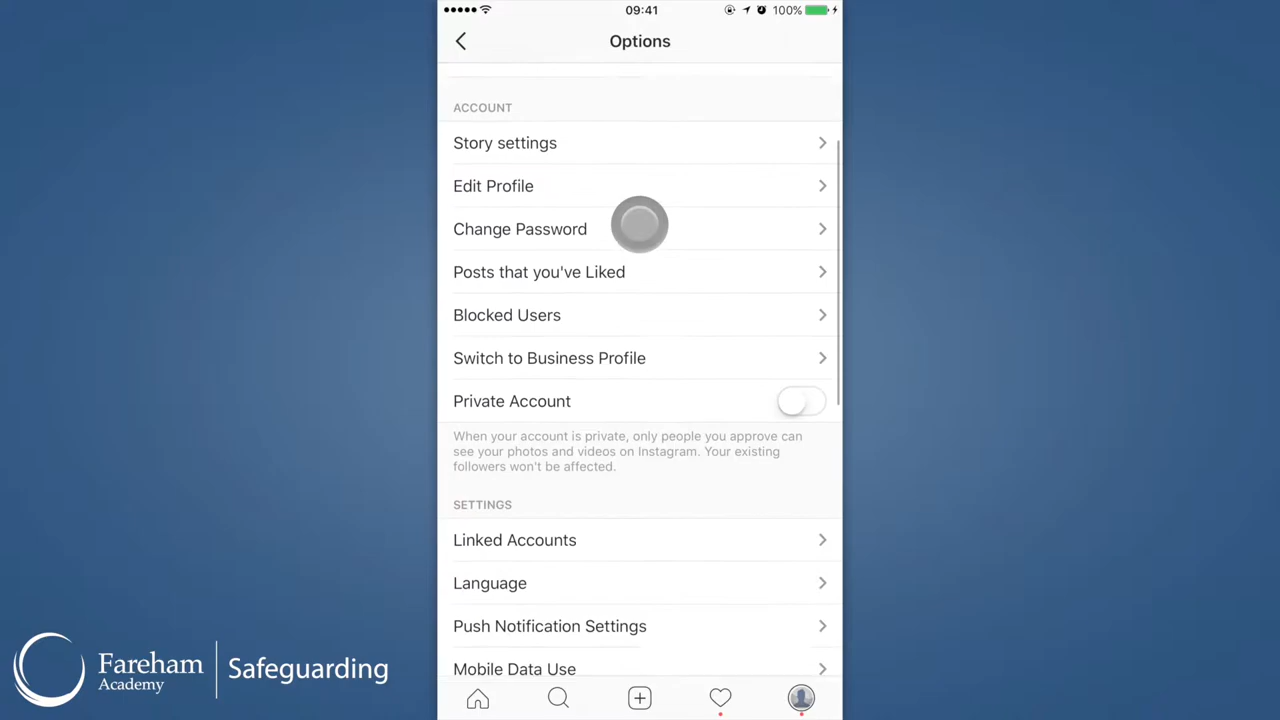 09:41
100%
Options
ACCOUNT
Story settings
Edit Profile
Change Password
Posts that you've Liked
Blocked Users
Switch to Business Profile
Private Account
When your account is private, only people you approve can
see your photos and videos on Instagram. Your existing
followers won't be affected.
SETTINGS
Linked Accounts
Language
Push Notification Settings
Mobile Data Use
Fareham
Academy
Safeguarding